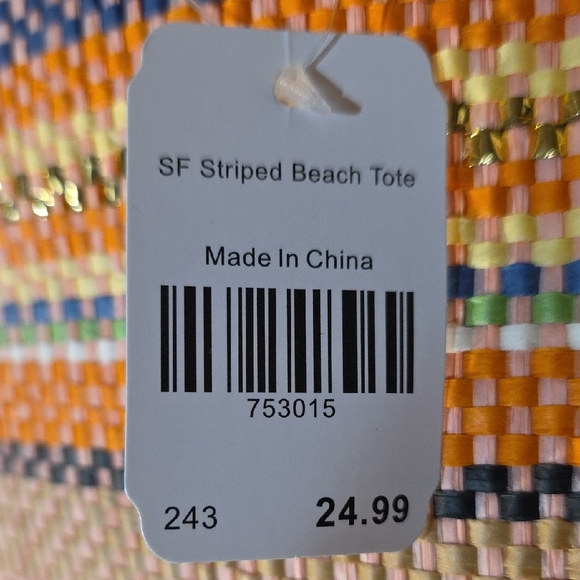 SF Striped Beach Tote
Made In China
753015
243 24.99